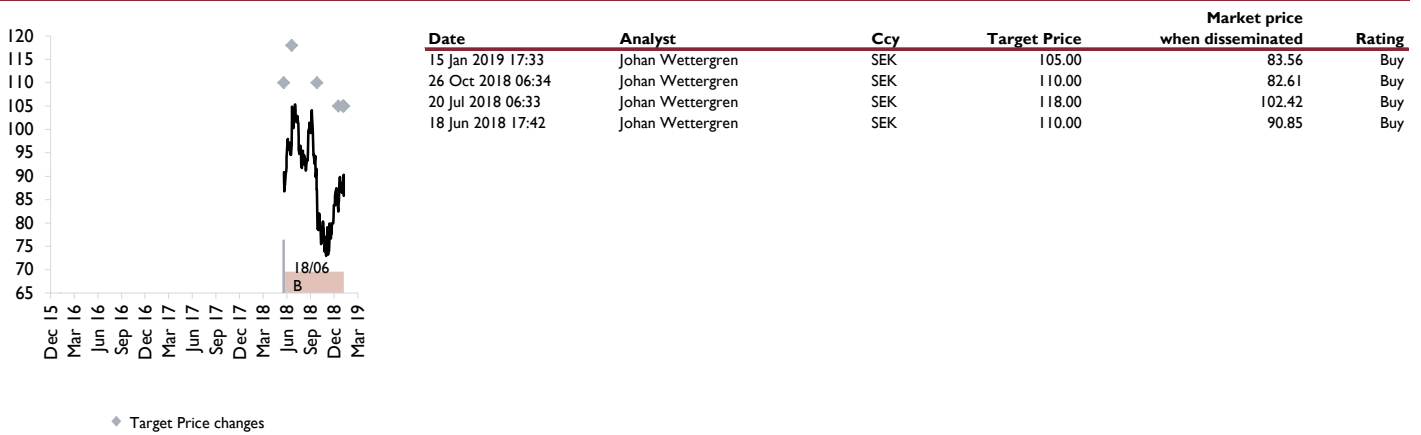 120
115
110
105
100
95
90
85
80
75
70
65
18/06
B
Dec 15
Mar 16
Jun 16
Sep 16
Dec 16
Mar 17
Jun 17
Sep 17
Dec 17
Mar 18
Jun 18
Sep 18
Dec 18
Mar 19
Target Price changes
Market price
Date Analyst Ccy Target Price when disseminated Rating
15 Jan 2019 17:33 Johan Wettergren SEK 105.00 83.56 Buy
26 Oct 2018 06:34 Johan Wettergren SEK 110.00 82.61 Buy
20 Jul 2018 06:33 Johan Wettergren SEK 118.00 102.42 Buy
18 Jun 2018 17:42 Johan Wettergren SEK 110.00 90.85 Buy